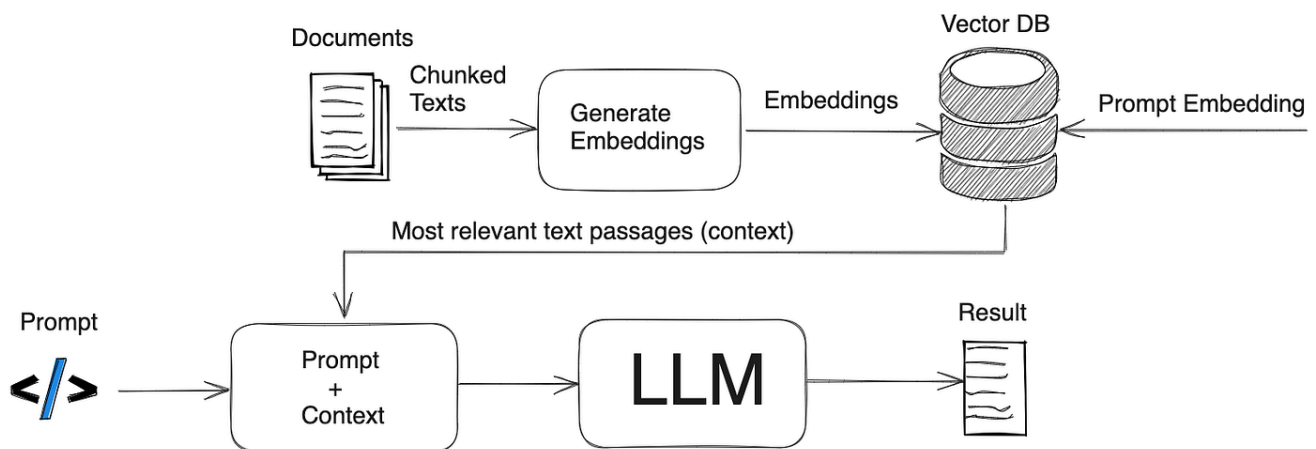 Documents
Chunked
Texts
Generate
Embeddings
Embeddings
Vector DB
Prompt Embedding
Most relevant text passages (context)
Prompt
</>
Prompt
+
Context
LLM
Result